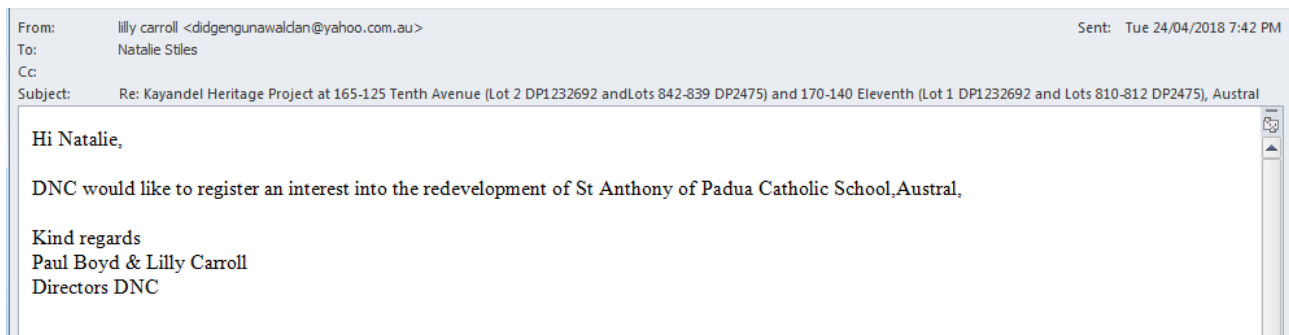 From: lilly carroll <didgengunawalclan@yahoo.com.au> Sent: Tue 24/04/2018 7:42 PM
To: Natalie Stiles
Cc:
Subject: Re: Kayandel Heritage Project at 165-125 Tenth Avenue (Lot 2 DP1232692 andLots 842-839 DP2475) and 170-140 Eleventh (Lot 1 DP1232692 and Lots 810-812 DP2475), Austral
Hi Natalie,
DNC would like to register an interest into the redevelopment of St Anthony of Padua Catholic School,Austral,
Kind regards
Paul Boyd & Lilly Carroll
Directors DNC